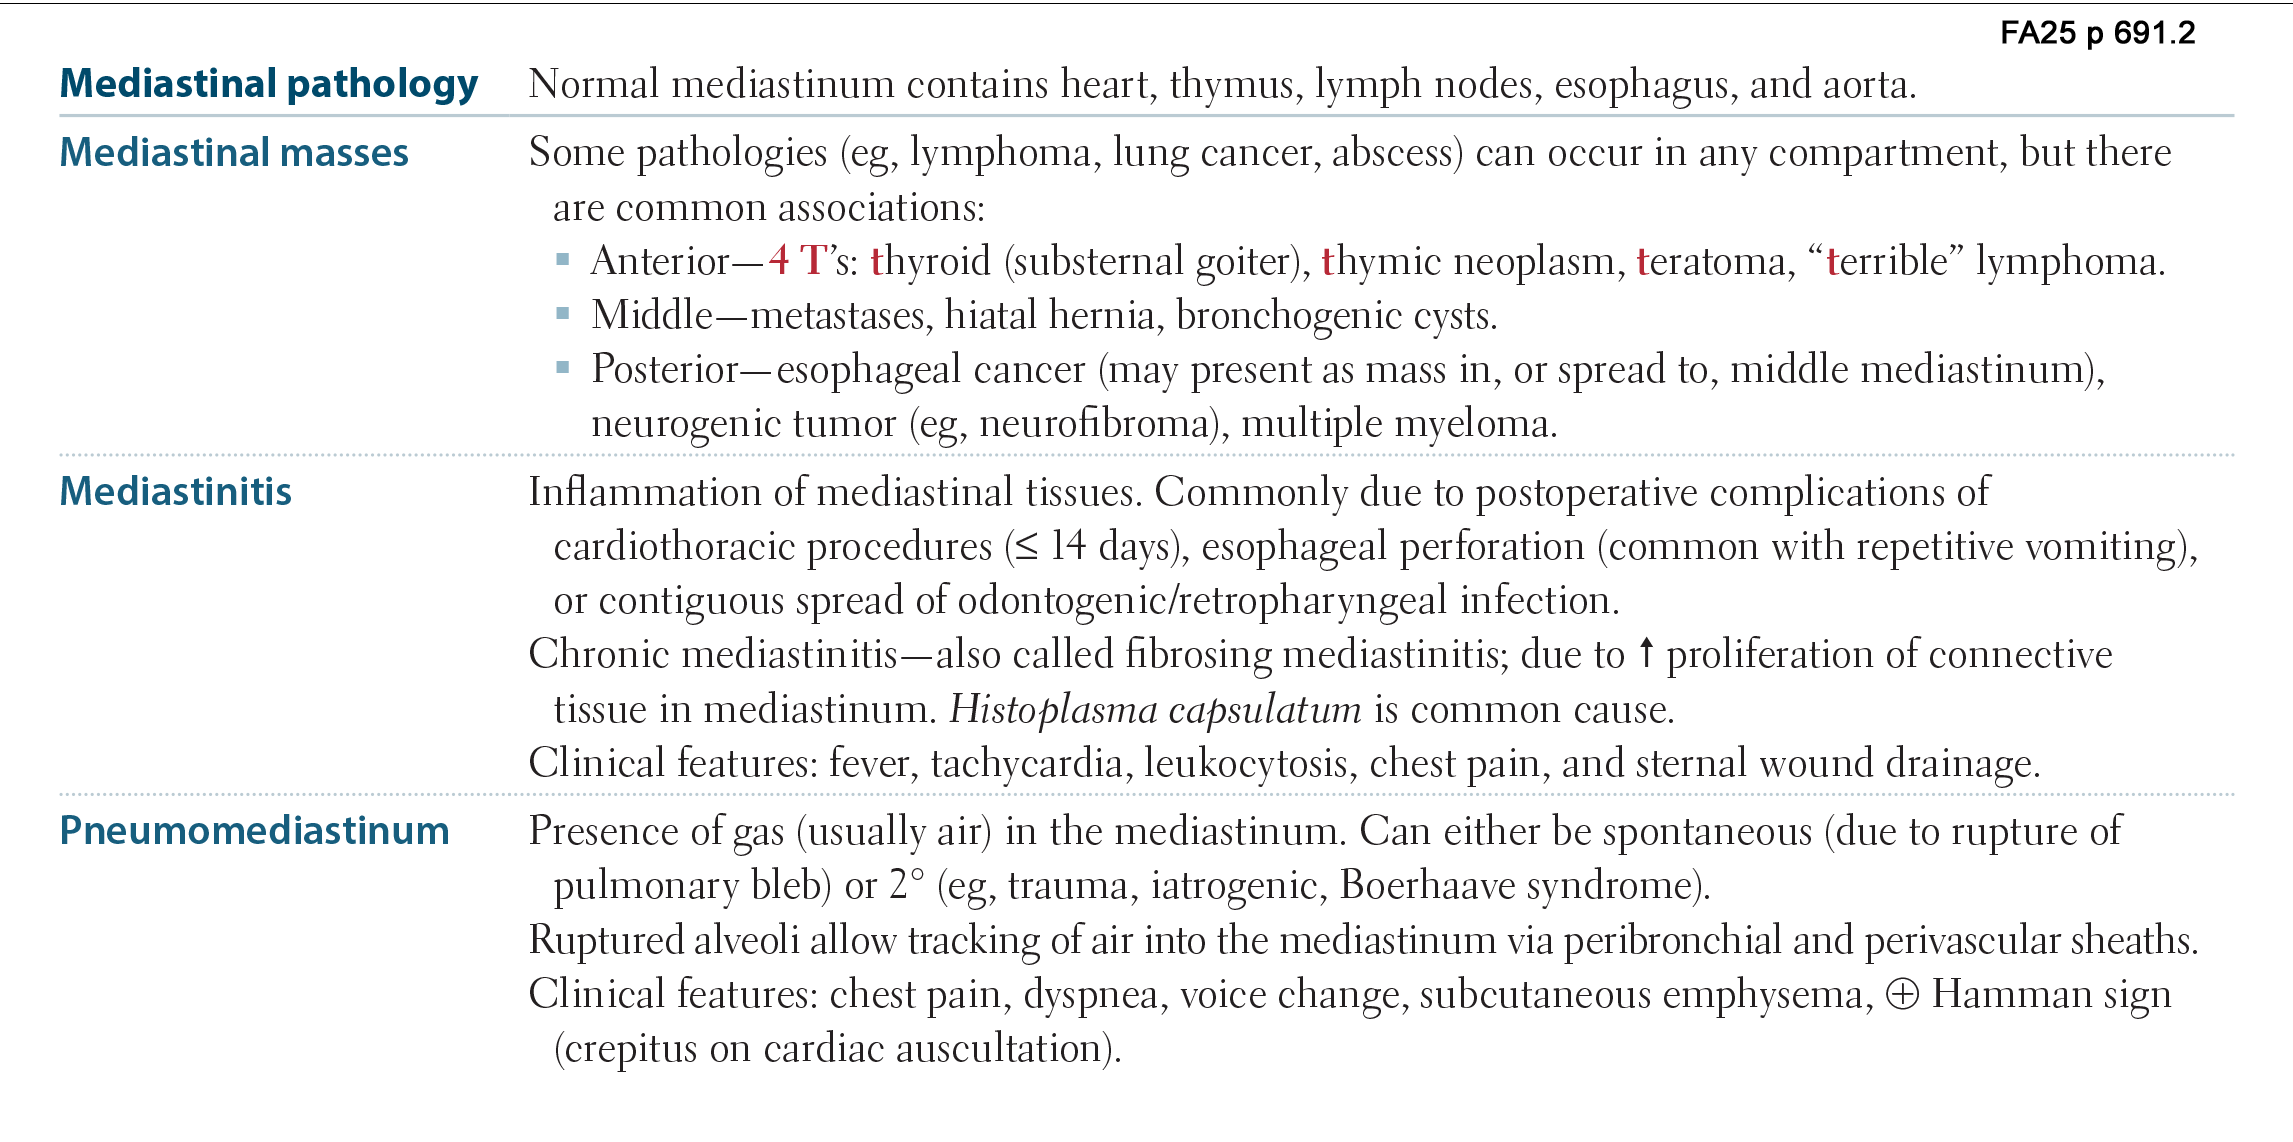 FA25 p 691.2
Mediastinal pathology Normal mediastinum contains heart, thymus, lymph nodes, esophagus, and aorta.
Mediastinal masses Some pathologies (eg, lymphoma, lung cancer, abscess) can occur in any compartment, but there
are common associations:
▪ Anterior—4 T's: thyroid (substernal goiter), thymic neoplasm, teratoma, “terrible” lymphoma.
▪ Middle—metastases, hiatal hernia, bronchogenic cysts.
▪ Posterior—esophageal cancer (may present as mass in, or spread to, middle mediastinum),
neurogenic tumor (eg, neurofibroma), multiple myeloma.
Mediastinitis Inflammation of mediastinal tissues. Commonly due to postoperative complications of
cardiothoracic procedures (≤ 14 days), esophageal perforation (common with repetitive vomiting),
or contiguous spread of odontogenic/retropharyngeal infection.
Chronic mediastinitis—also called fibrosing mediastinitis; due to ↑ proliferation of connective
tissue in mediastinum. Histoplasma capsulatum is common cause.
Clinical features: fever, tachycardia, leukocytosis, chest pain, and sternal wound drainage.
Pneumomediastinum Presence of gas (usually air) in the mediastinum. Can either be spontaneous (due to rupture of
pulmonary bleb) or 2° (eg, trauma, iatrogenic, Boerhaave syndrome).
Ruptured alveoli allow tracking of air into the mediastinum via peribronchial and perivascular sheaths.
Clinical features: chest pain, dyspnea, voice change, subcutaneous emphysema, ⊕ Hamman sign
(crepitus on cardiac auscultation).